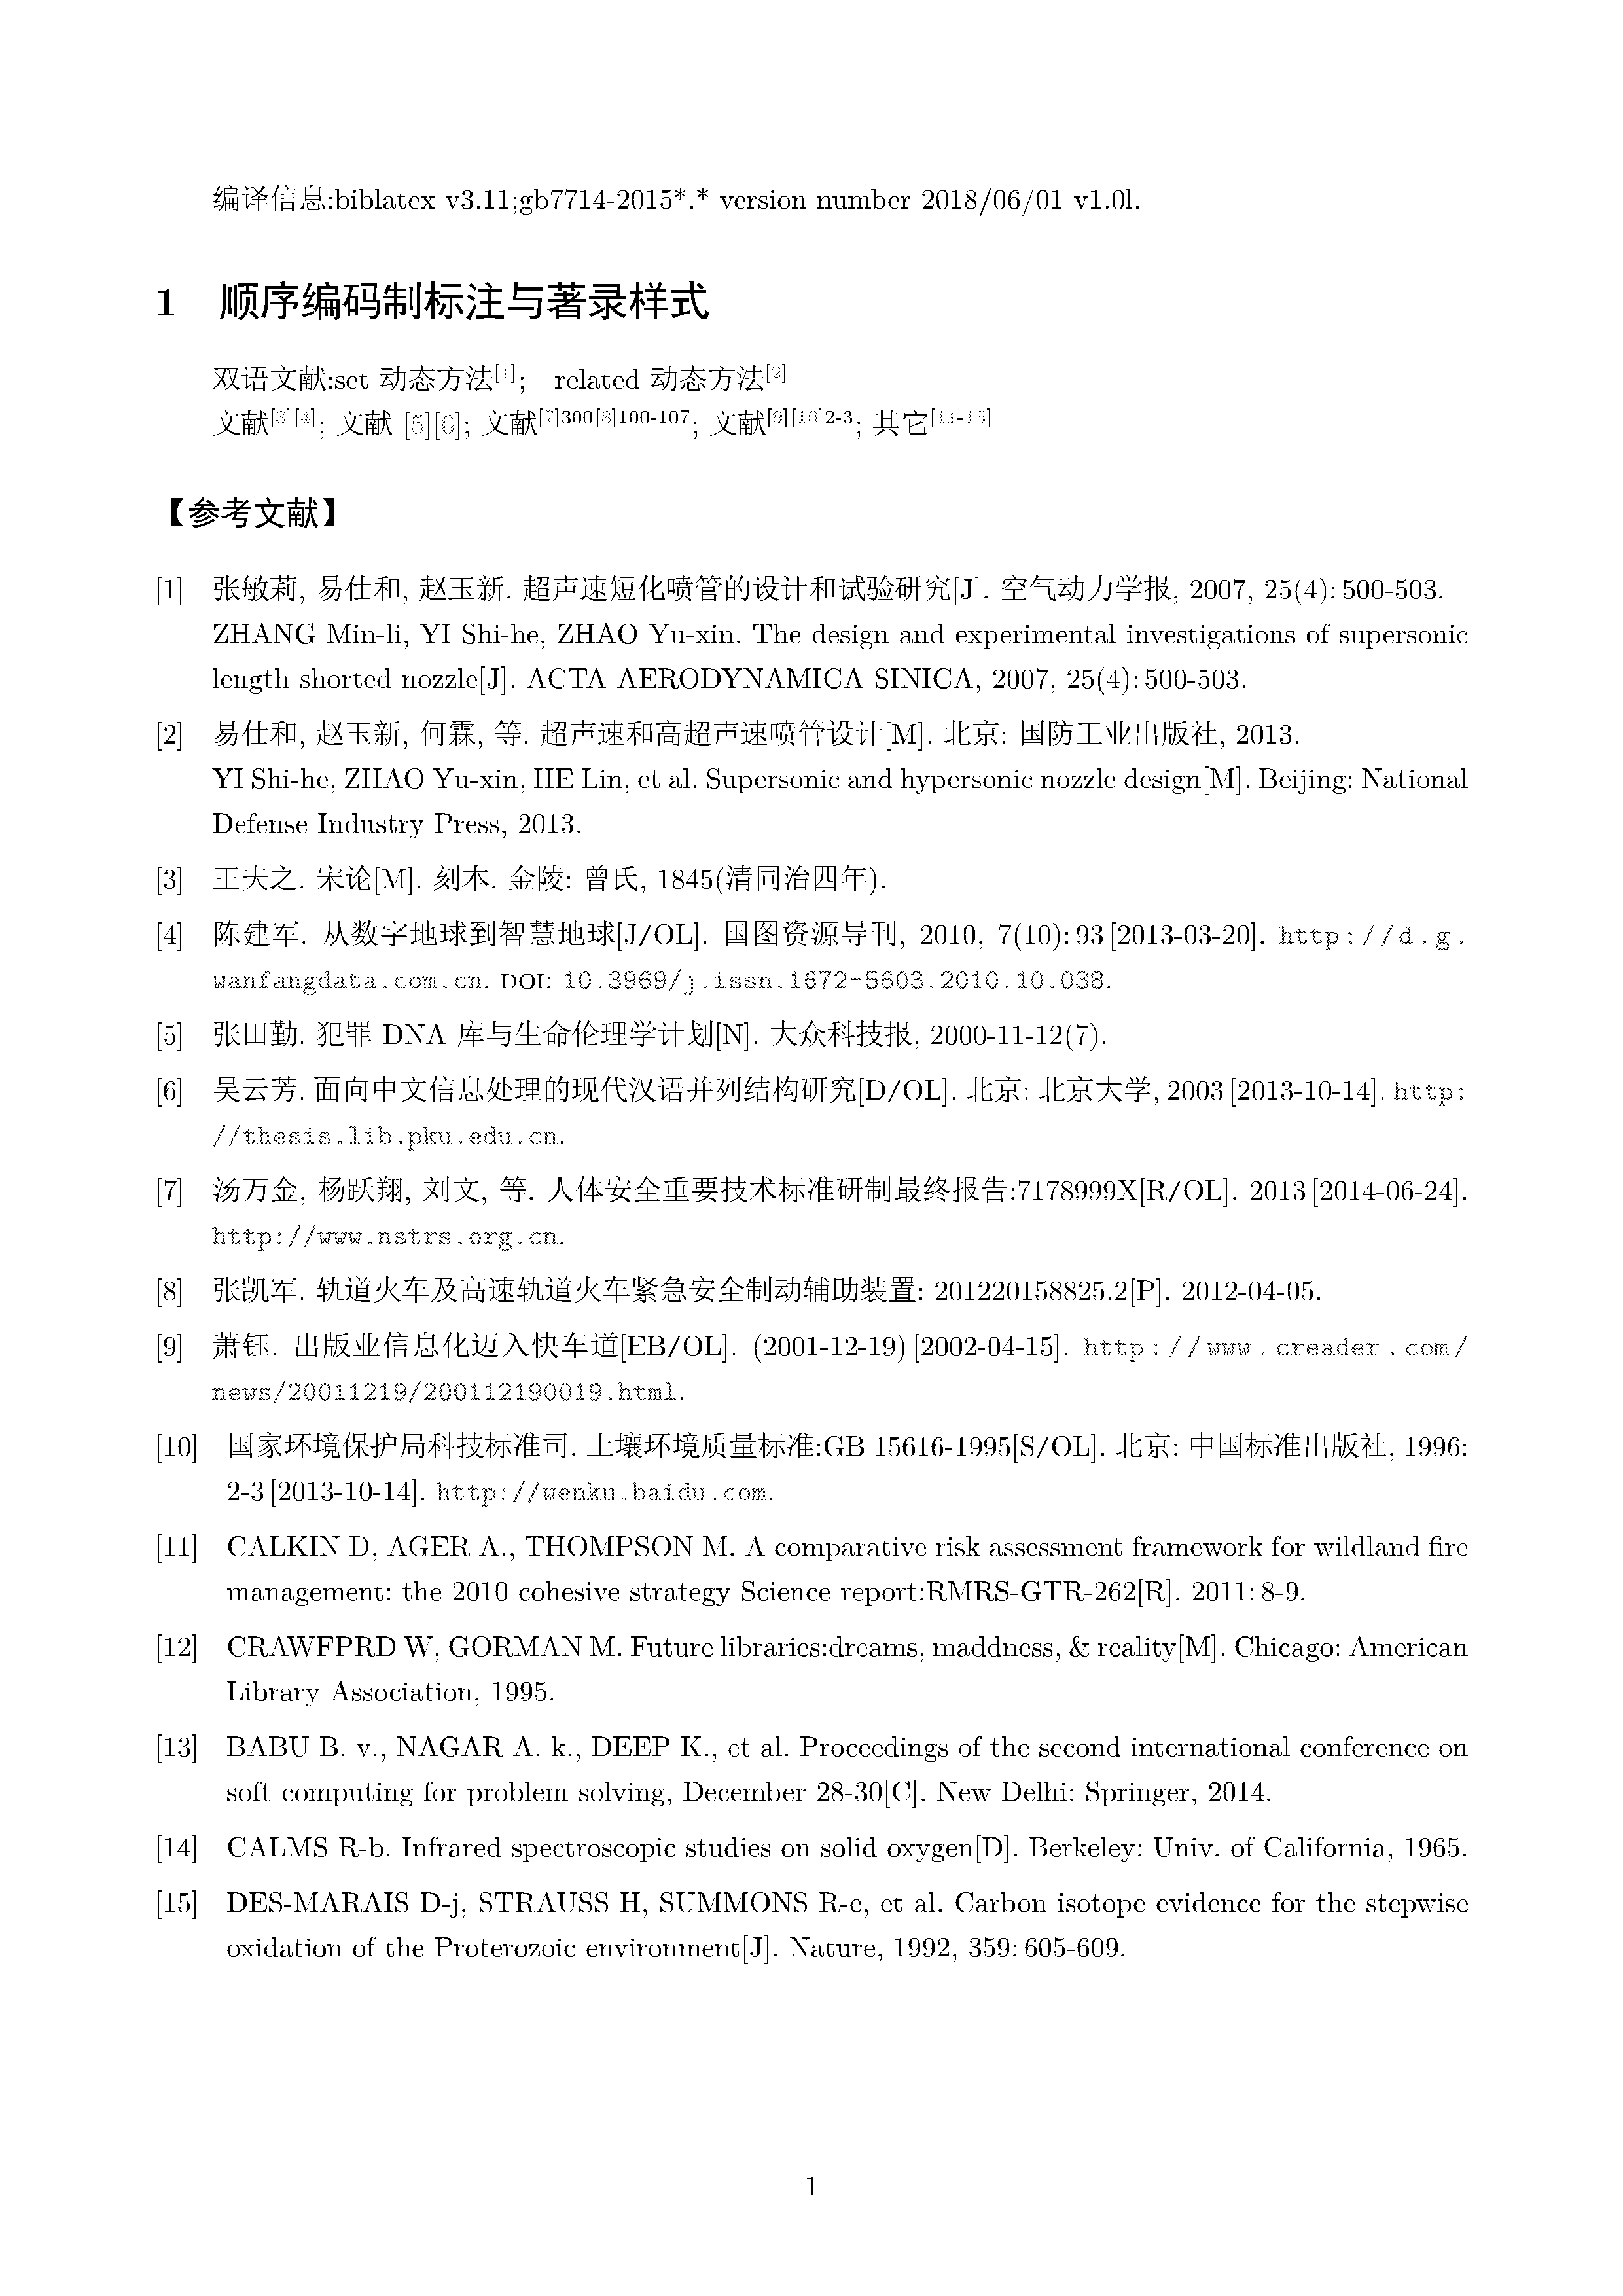 编译信息:biblatex v3.11;gb7714-2015*.* version number 2018/06/01 v1.0l.
1 顺序编码制标注与著录样式
双语文献:set 动态方法[1]; related 动态方法[2]
文献[3][4]; 文献 [5][6]; 文献[7]300[8]100-107; 文献[9][10]2-3; 其它[11-15]
【参考文献】
[1] 张敏莉, 易仕和, 赵玉新. 超声速短化喷管的设计和试验研究[J]. 空气动力学报, 2007, 25(4): 500-503.
ZHANG Min-li, YI Shi-he, ZHAO Yu-xin. The design and experimental investigations of supersonic
length shorted nozzle[J]. ACTA AERODYNAMICA SINICA, 2007, 25(4): 500-503.
[2] 易仕和, 赵玉新, 何霖, 等. 超声速和高超声速喷管设计[M]. 北京: 国防工业出版社, 2013.
YI Shi-he, ZHAO Yu-xin, HE Lin, et al. Supersonic and hypersonic nozzle design[M]. Beijing: National
Defense Industry Press, 2013.
[3] 王夫之. 宋论[M]. 刻本. 金陵: 曾氏, 1845(清同治四年).
[4] 陈建军. 从数字地球到智慧地球[J/OL]. 国图资源导刊, 2010, 7(10): 93 [2013-03-20]. http://d.g.
wanfangdata.com.cn. DOI: 10.3969/j.issn.1672-5603.2010.10.038.
[5] 张田勤. 犯罪 DNA 库与生命伦理学计划[N]. 大众科技报, 2000-11-12(7).
[6] 吴云芳. 面向中文信息处理的现代汉语并列结构研究[D/OL]. 北京: 北京大学, 2003 [2013-10-14]. http:
//thesis.lib.pku.edu.cn.
[7] 汤万金, 杨跃翔, 刘文, 等. 人体安全重要技术标准研制最终报告:7178999X[R/OL]. 2013 [2014-06-24].
http://www.nstrs.org.cn.
[8] 张凯军. 轨道火车及高速轨道火车紧急安全制动辅助装置: 201220158825.2[P]. 2012-04-05.
[9] 萧钰. 出版业信息化迈入快车道[EB/OL]. (2001-12-19) [2002-04-15]. http://www.creader.com/
news/20011219/200112190019.html.
[10] 国家环境保护局科技标准司. 土壤环境质量标准:GB 15616-1995[S/OL]. 北京: 中国标准出版社, 1996:
2-3 [2013-10-14]. http://wenku.baidu.com.
[11] CALKIN D, AGER A., THOMPSON M. A comparative risk assessment framework for wildland fire
management: the 2010 cohesive strategy Science report:RMRS-GTR-262[R]. 2011: 8-9.
[12] CRAWFPRD W, GORMAN M. Future libraries:dreams, maddness, & reality[M]. Chicago: American
Library Association, 1995.
[13] BABU B. v., NAGAR A. k., DEEP K., et al. Proceedings of the second international conference on
soft computing for problem solving, December 28-30[C]. New Delhi: Springer, 2014.
[14] CALMS R-b. Infrared spectroscopic studies on solid oxygen[D]. Berkeley: Univ. of California, 1965.
[15] DES-MARAIS D-j, STRAUSS H, SUMMONS R-e, et al. Carbon isotope evidence for the stepwise
oxidation of the Proterozoic environment[J]. Nature, 1992, 359: 605-609.
1